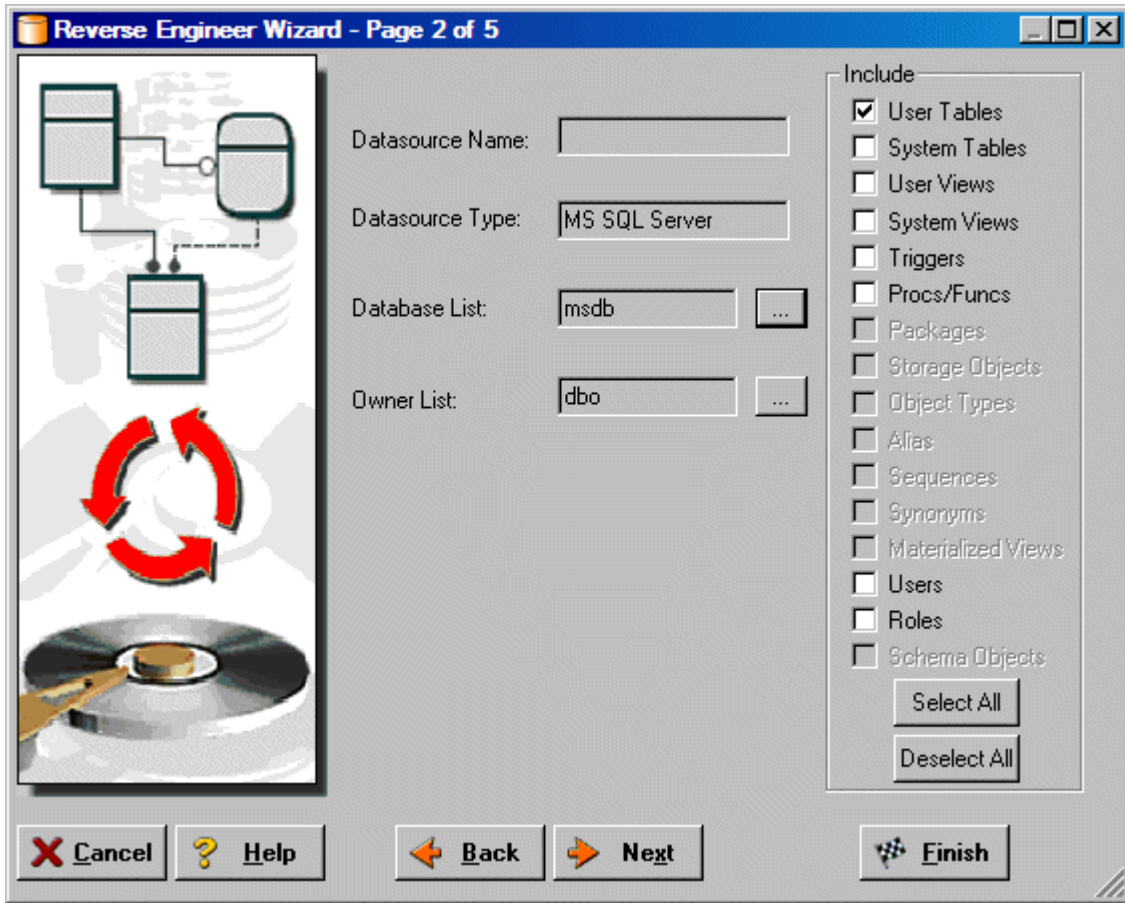 Reverse Engineer Wizard - Page 2 of 5
Datasource Name:
Datasource Type:
MS SQL Server
Database List:
msdb
...
Owner List:
dbo
...
Include
User Tables
System Tables
User Views
System Views
Triggers
Procs/Funcs
Packages
Storage Objects
Object Types
Alias
Sequences
Synonyms
Materialized Views
Users
Roles
Schema Objects
Select All
Deselect All
Cancel
Help
Back
Next
Finish